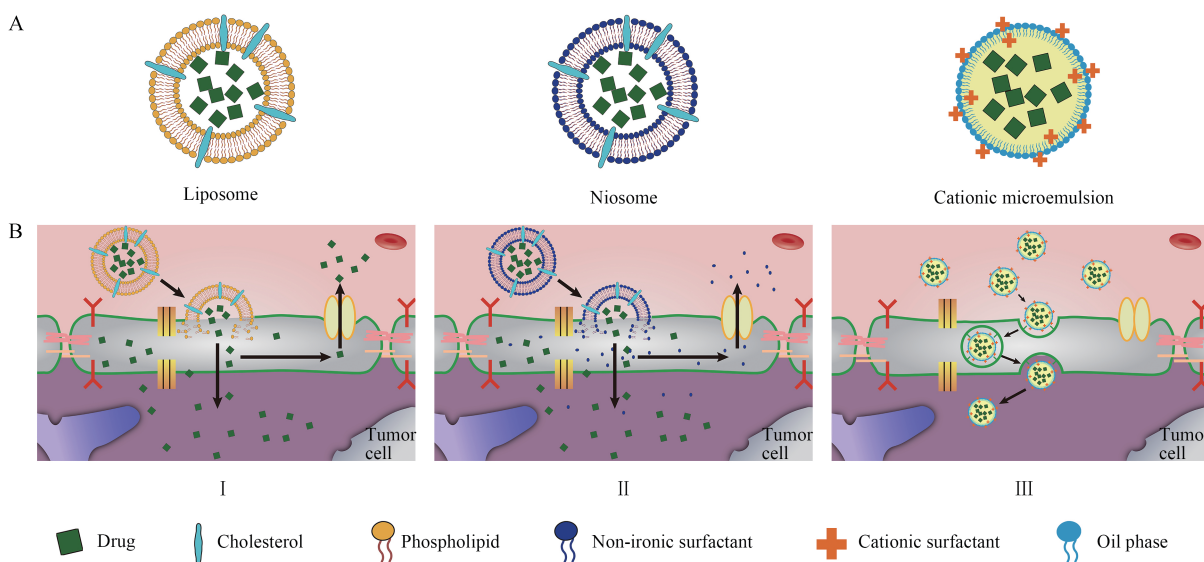 A
Liposome
Niosome
Cationic microemulsion
B
Tumor
cell
Tumor
cell
Tumor
cell
I
II
III
Drug
Cholesterol
Phospholipid
Non-ironic surfactant
Cationic surfactant
Oil phase